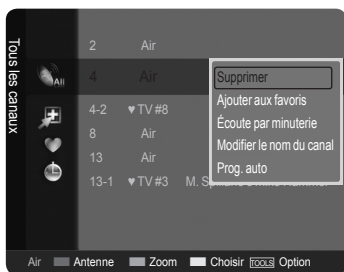 Tous les canaux
All
2 Air
4 Air
4-2 ♥ TV #8
8 Air
13 Air
13-1 ♥ TV #3 M. S
Supprimer
Ajouter aux favoris
Écoute par minuterie
Modifier le nom du canal
Prog. auto
Air Antenne Zoom Choisir TOOLS Option